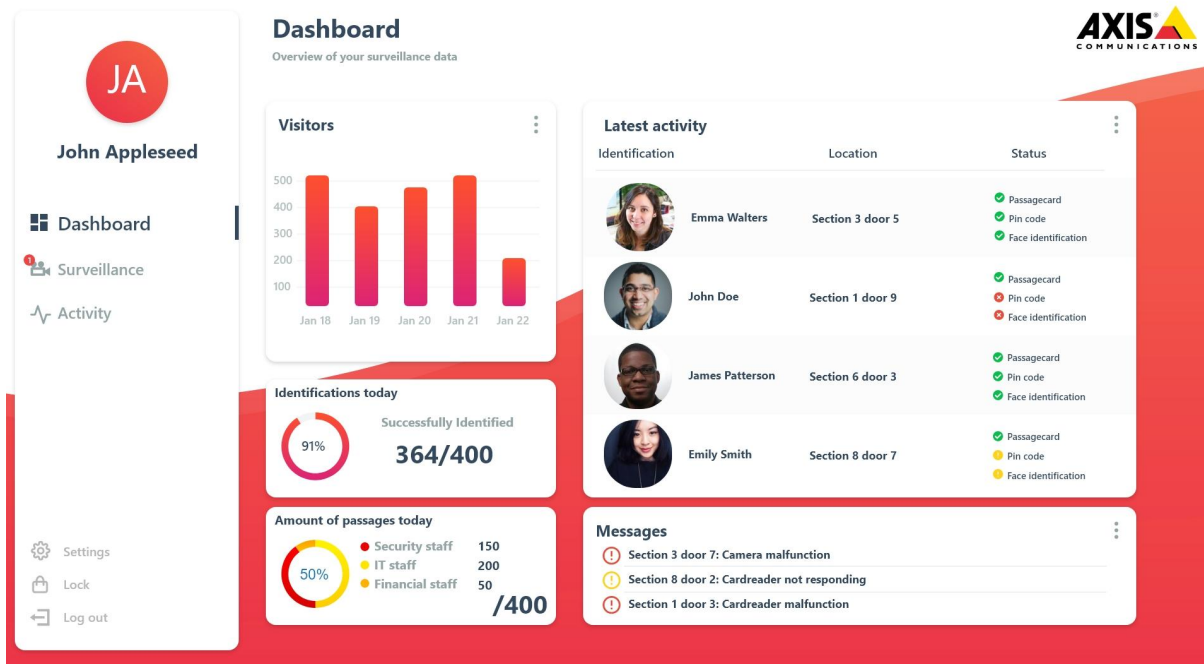 JA
John Appleseed
Dashboard
1
Surveillance
Activity
Settings
Lock
Log out
Dashboard
Overview of your surveillance data
AXIS
COMMUNICATIONS
Visitors
500
400
300
200
100
Jan 18 Jan 19 Jan 20 Jan 21 Jan 22
Identifications today
91%
Successfully Identified
364/400
Amount of passages today
50%
Security staff 150
IT staff 200
Financial staff 50
/400
Latest activity
Identification Location Status
Emma Walters Section 3 door 5
Passagecard
Pin code
Face identification
John Doe Section 1 door 9
Passagecard
Pin code
Face identification
James Patterson Section 6 door 3
Passagecard
Pin code
Face identification
Emily Smith Section 8 door 7
Passagecard
Pin code
Face identification
Messages
Section 3 door 7: Camera malfunction
Section 8 door 2: Cardreader not responding
Section 1 door 3: Cardreader malfunction